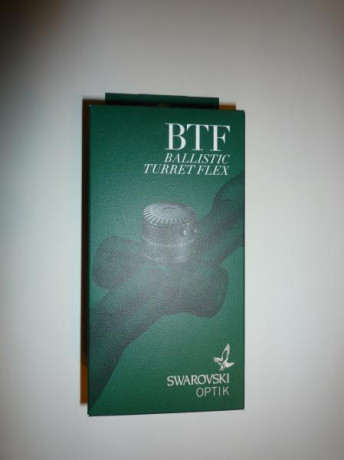 BTF
BALLISTIC
TURRET FLEX
SWAROVSKI
OPTIK